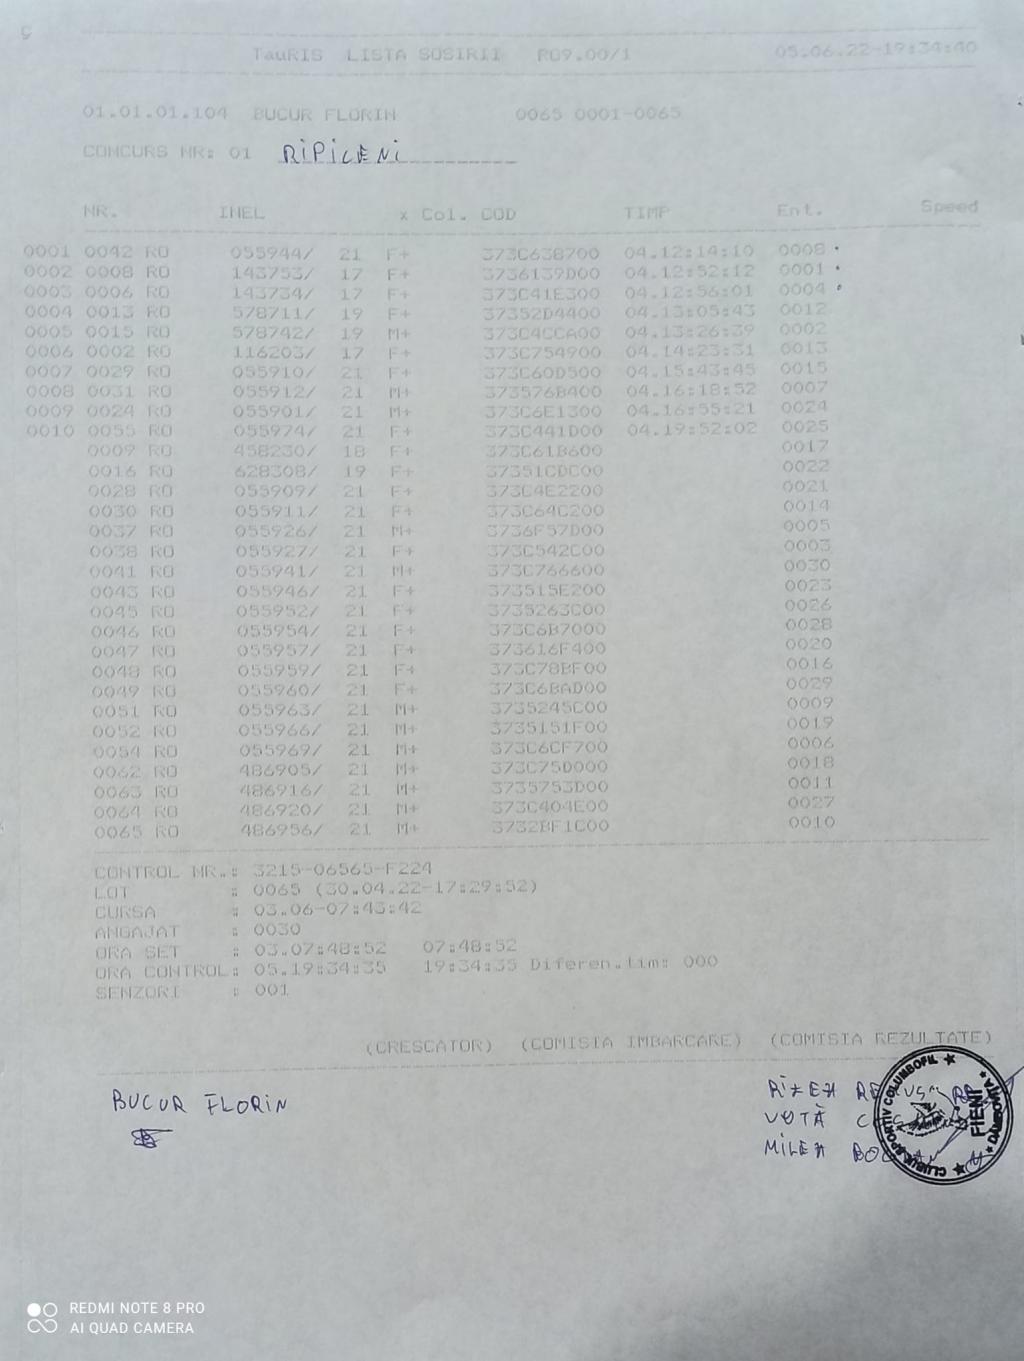 TauRIS LISTA SOSIRII R09.00/1 05.06.22-19:34:40
01.01.01.104 BUCUR FLORIN 0065 0001-0065
CONCURS NR: 01 RiPiCENi
NR. INEL x Col. COD TIMP Ent. Speed
0001 0042 RO 055944/ 21 F+ 373C638700 04.12:14:10 0008
0002 0008 RO 143753/ 17 F+ 3736139D00 04.12:52:12 0001
0003 0006 RO 143734/ 17 F+ 373C41E300 04.12:56:01 0004
0004 0013 RO 578711/ 19 F+ 37352D4400 04.13:05:43 0012
0005 0015 RO 578742/ 19 M+ 373C4CCA00 04.13:26:39 0002
0006 0002 RO 116203/ 17 F+ 373C754900 04.14:23:31 0013
0007 0029 RO 055910/ 21 F+ 373C60D500 04.15:43:45 0015
0008 0031 RO 055912/ 21 M+ 373576B400 04.16:18:52 0007
0009 0024 RO 055901/ 21 M+ 373C6E1300 04.16:55:21 0024
0010 0055 RO 055974/ 21 F+ 373C441D00 04.19:52:02 0025
0009 RO 458230/ 18 F+ 373C61B600 0017
0016 RO 628308/ 19 F+ 37351CDC00 0022
0028 RO 055909/ 21 F+ 373C4E2200 0021
0030 RO 055911/ 21 F+ 373C64C200 0014
0037 RO 055926/ 21 M+ 3736F57D00 0005
0038 RO 055927/ 21 F+ 373C542C00 0003
0041 RO 055941/ 21 M+ 373C766600 0030
0043 RO 055946/ 21 F+ 373515E200 0023
0045 RO 055952/ 21 F+ 3735263C00 0026
0046 RO 055954/ 21 F+ 373C6B7000 0028
0047 RO 055957/ 21 F+ 373616F400 0020
0048 RO 055959/ 21 F+ 373C78BF00 0016
0049 RO 055960/ 21 F+ 373C6BAD00 0029
0051 RO 055963/ 21 M+ 3735245C00 0009
0052 RO 055966/ 21 M+ 3735151F00 0019
0054 RO 055969/ 21 M+ 373C6CF700 0006
0062 RO 486905/ 21 M+ 373C75D000 0018
0063 RO 486916/ 21 M+ 3735753D00 0011
0064 RO 486920/ 21 M+ 373C404E00 0027
0065 RO 486956/ 21 M+ 3732BF1C00 0010
CONTROL NR.: 3215-06565-F224
LOT : 0065 (30.04.22-17:29:52)
CURSA : 03.06-07:43:42
ANGAJAT : 0030
ORA SET : 03.07:48:52 07:48:52
ORA CONTROL: 05.19:34:35 19:34:35 Diferen.tim: 000
SENZORI : 001
(CRESCATOR) (COMISIA IMBARCARE) (COMISIA REZULTATE)
BUCUR FLORiN
VOTĂ
MILEA
CLUBUL SPORTIV COLUMBOFIL
FIENI
DAMBOVITA
REDMI NOTE 8 PRO
AI QUAD CAMERA